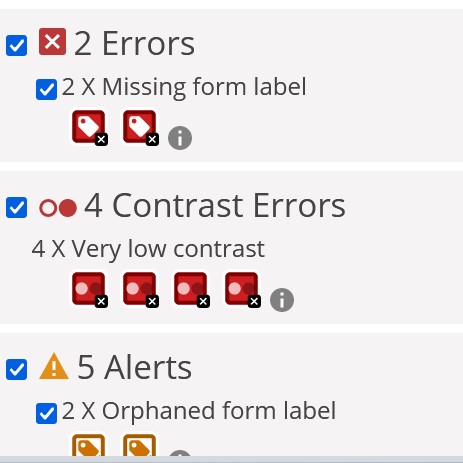 2 Errors
2 X Missing form label
4 Contrast Errors
4 X Very low contrast
5 Alerts
2 X Orphaned form label